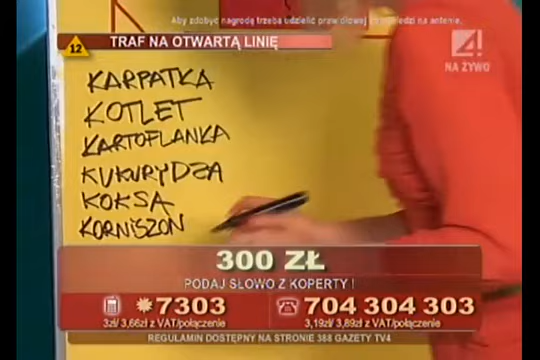 Aby zdobyć nagrodę trzeba udzielić prawidłowej odpowiedzi na antenie.
12
TRAF NA OTWARTĄ LINIĘ
4!
NA ŻYWO
KARPATKA
KOTLET
KARTOFLANKA
KUKURYDZA
KOKSA
KORNISZON
300 ZŁ
PODAJ SŁOWO Z KOPERTY !
*7303
704 304 303
3zł/ 3,66zł z VAT/połączenie
3,19zł/ 3,89zł z VAT/połączenie
REGULAMIN DOSTĘPNY NA STRONIE 388 GAZETY TV4